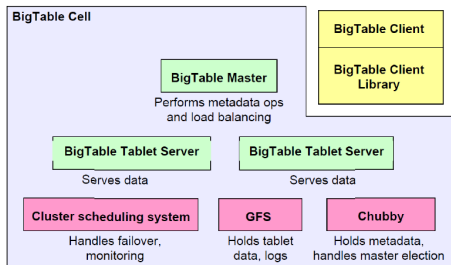 BigTable Cell
BigTable Client
BigTable Client
Library
BigTable Master
Performs metadata ops
and load balancing
BigTable Tablet Server
BigTable Tablet Server
Serves data
Serves data
Cluster scheduling system
GFS
Chubby
Handles failover,
monitoring
Holds tablet
data, logs
Holds metadata,
handles master election